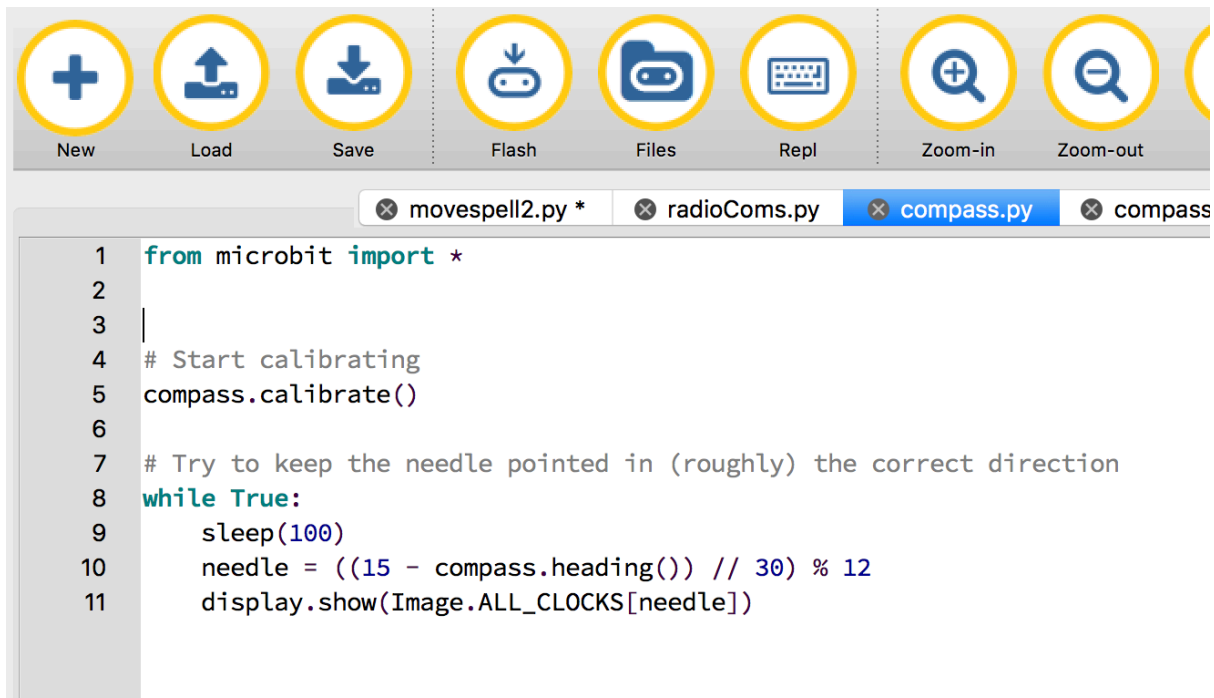 New Load Save Flash Files Repl Zoom-in Zoom-out
movespell2.py * radioComs.py compass.py compass
1 from microbit import *
2
3
4 # Start calibrating
5 compass.calibrate()
6
7 # Try to keep the needle pointed in (roughly) the correct direction
8 while True:
9     sleep(100)
10     needle = ((15 - compass.heading()) // 30) % 12
11     display.show(Image.ALL_CLOCKS[needle])